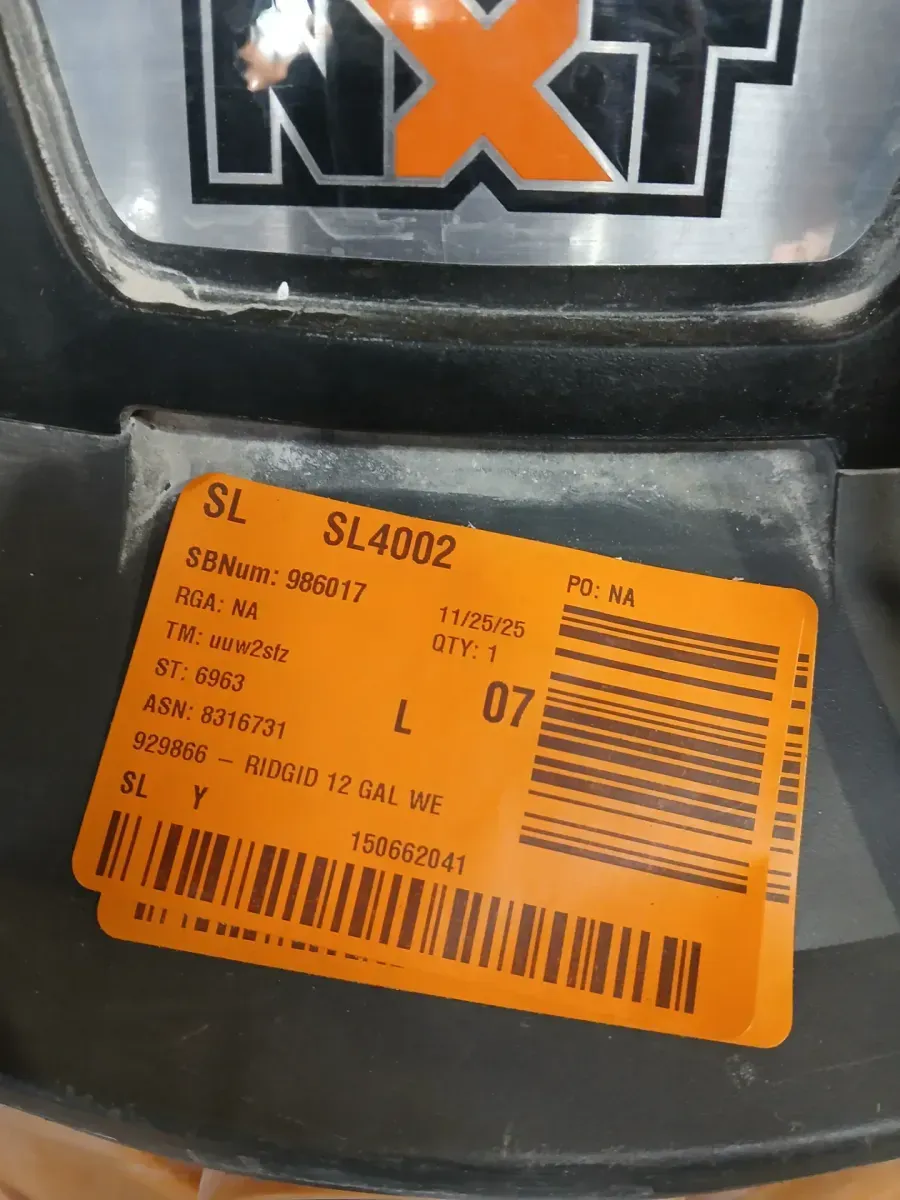 NXT
SL SL4002
SBNum: 986017
PO: NA
RGA: NA
11/25/25
TM: uuw2sfz
QTY: 1
ST: 6963
L 07
ASN: 8316731
929866 – RIDGID 12 GAL WE
SL Y
150662041